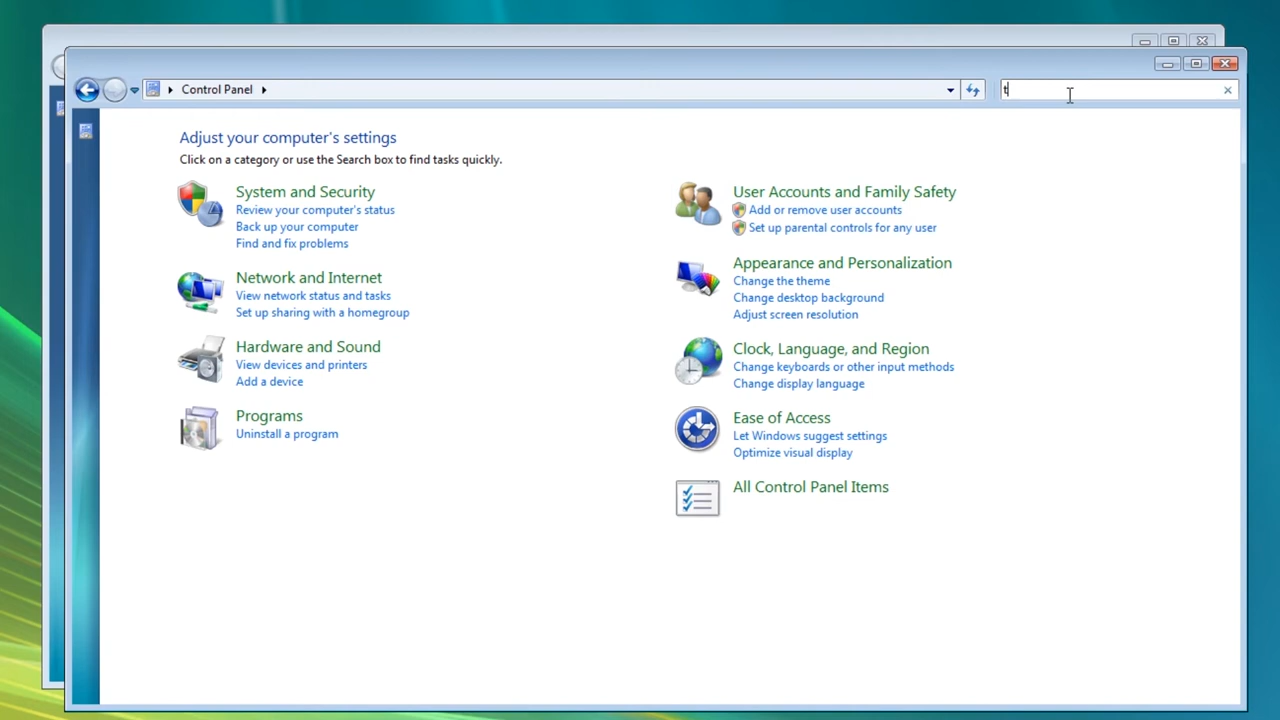 Control Panel
t
Adjust your computer's settings
Click on a category or use the Search box to find tasks quickly.
System and Security
Review your computer's status
Back up your computer
Find and fix problems
Network and Internet
View network status and tasks
Set up sharing with a homegroup
Hardware and Sound
View devices and printers
Add a device
Programs
Uninstall a program
User Accounts and Family Safety
Add or remove user accounts
Set up parental controls for any user
Appearance and Personalization
Change the theme
Change desktop background
Adjust screen resolution
Clock, Language, and Region
Change keyboards or other input methods
Change display language
Ease of Access
Let Windows suggest settings
Optimize visual display
All Control Panel Items